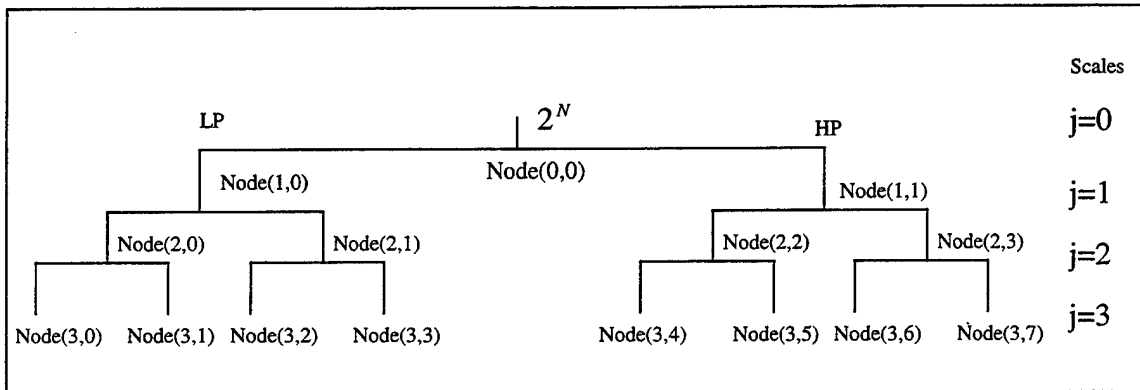 Scales
LP
2^N
HP
j=0
Node(0,0)
Node(1,0)
Node(1,1)
j=1
Node(2,0)
Node(2,1)
Node(2,2)
Node(2,3)
j=2
Node(3,0)
Node(3,1)
Node(3,2)
Node(3,3)
Node(3,4)
Node(3,5)
Node(3,6)
Node(3,7)
j=3